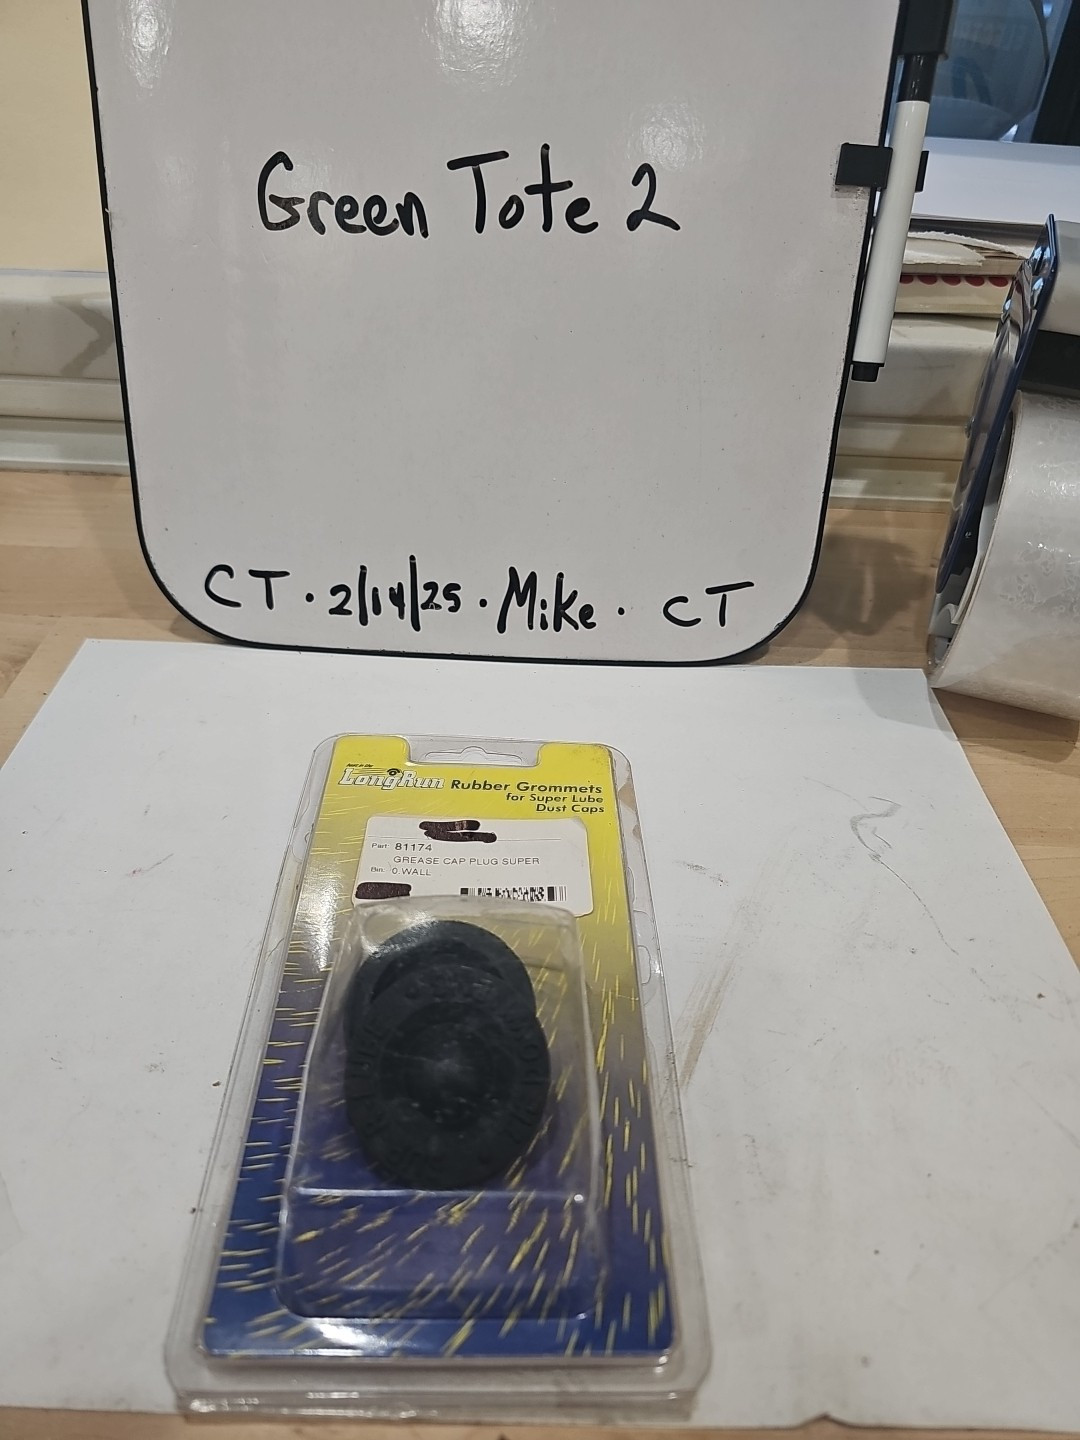 Green Tote 2
CT · 2/14/25 · Mike · CT
LongRun Rubber Grommets
for Super Lube
Dust Caps
Part: 81174
GREASE CAP PLUG SUPER
Bin: 0.WALL